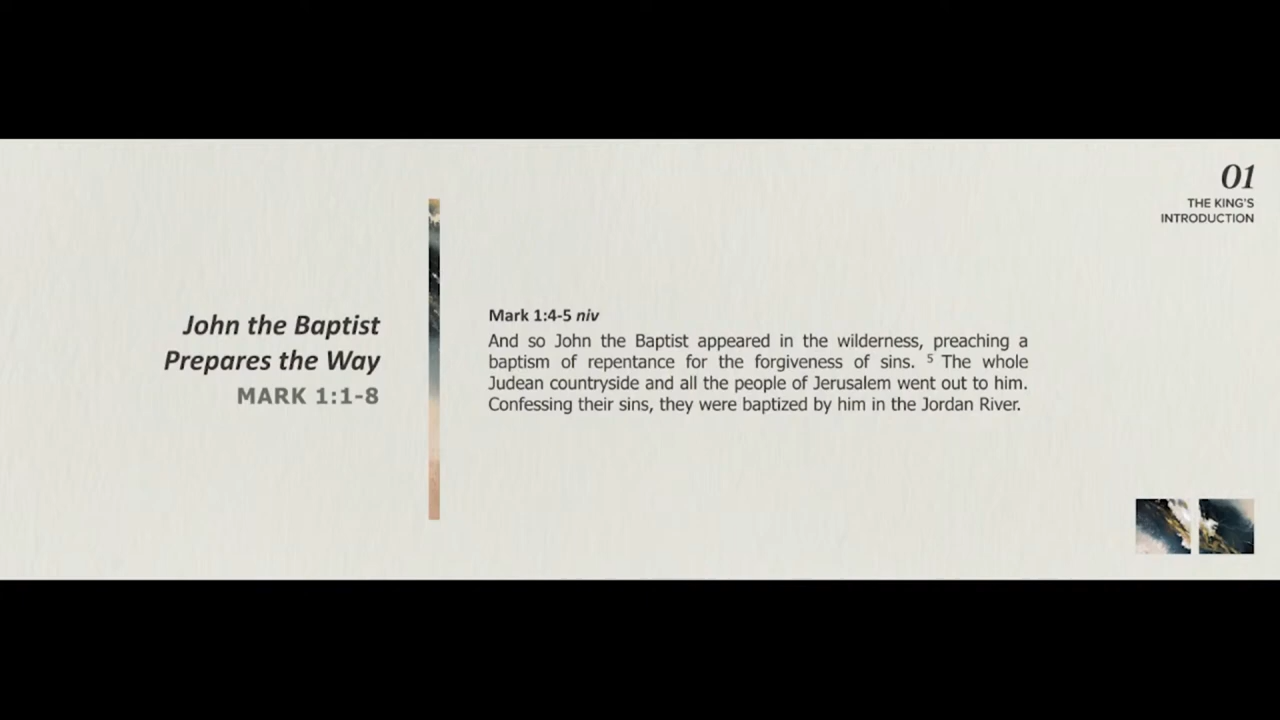 01
THE KING'S
INTRODUCTION
John the Baptist
Prepares the Way
MARK 1:1-8
Mark 1:4-5 niv
And so John the Baptist appeared in the wilderness, preaching a
baptism of repentance for the forgiveness of sins. 5 The whole
Judean countryside and all the people of Jerusalem went out to him.
Confessing their sins, they were baptized by him in the Jordan River.